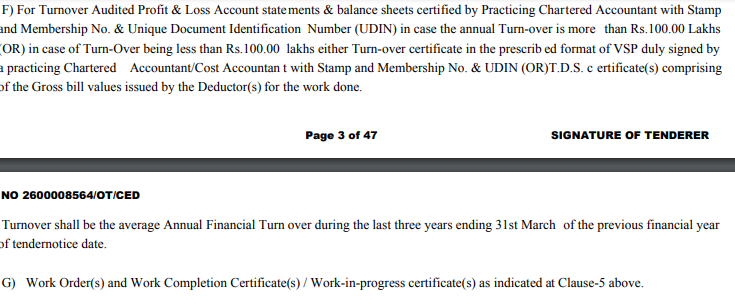 F) For Turnover Audited Profit & Loss Account statements & balance sheets certified by Practicing Chartered Accountant with Stamp
and Membership No. & Unique Document Identification Number (UDIN) in case the annual Turn-over is more than Rs.100.00 Lakhs
(OR) in case of Turn-Over being less than Rs.100.00 lakhs either Turn-over certificate in the prescrib ed format of VSP duly signed by
a practicing Chartered Accountant/Cost Accountan t with Stamp and Membership No. & UDIN (OR)T.D.S. c ertificate(s) comprising
of the Gross bill values issued by the Deductor(s) for the work done.
Page 3 of 47 SIGNATURE OF TENDERER
NO 2600008564/OT/CED
Turnover shall be the average Annual Financial Turn over during the last three years ending 31st March of the previous financial year
of tendernotice date.
G) Work Order(s) and Work Completion Certificate(s) / Work-in-progress certificate(s) as indicated at Clause-5 above.